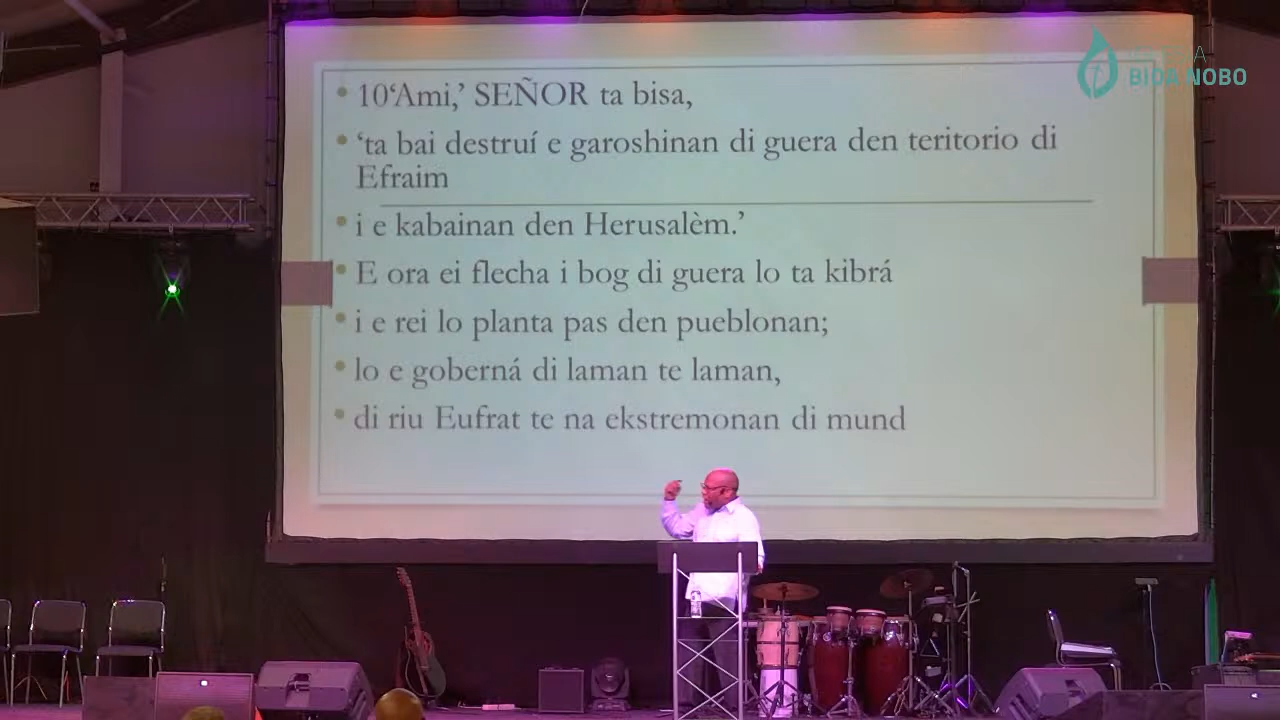 10‘Ami,’ SEÑOR ta bisa,
‘ta bai destruí e garoshinan di guera den teritorio di
Efraim
i e kabainan den Herusalèm.’
E ora ei flecha i bog di guera lo ta kibrá
i e rei lo planta pas den pueblonan;
lo e goberná di laman te laman,
di riu Eufrat te na ekstremonan di mund
BIDA NOBO